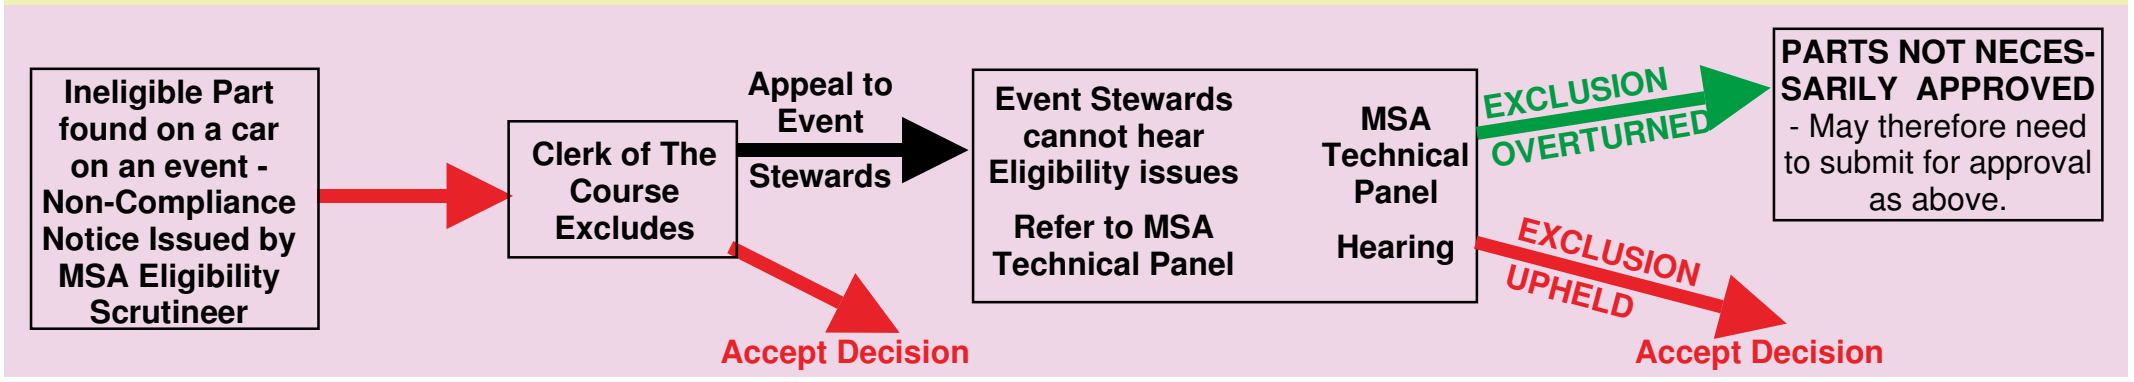 Ineligible Part
found on a car
on an event -
Non-Compliance
Notice Issued by
MSA Eligibility
Scrutineer
Clerk of The
Course
Excludes
Appeal to
Event
Stewards
Accept Decision
Event Stewards
cannot hear
Eligibility issues
Refer to MSA
Technical Panel
MSA
Technical
Panel
Hearing
EXCLUSION
OVERTURNED
EXCLUSION
UPHELD
Accept Decision
PARTS NOT NECES-
SARILY APPROVED
- May therefore need
to submit for approval
as above.